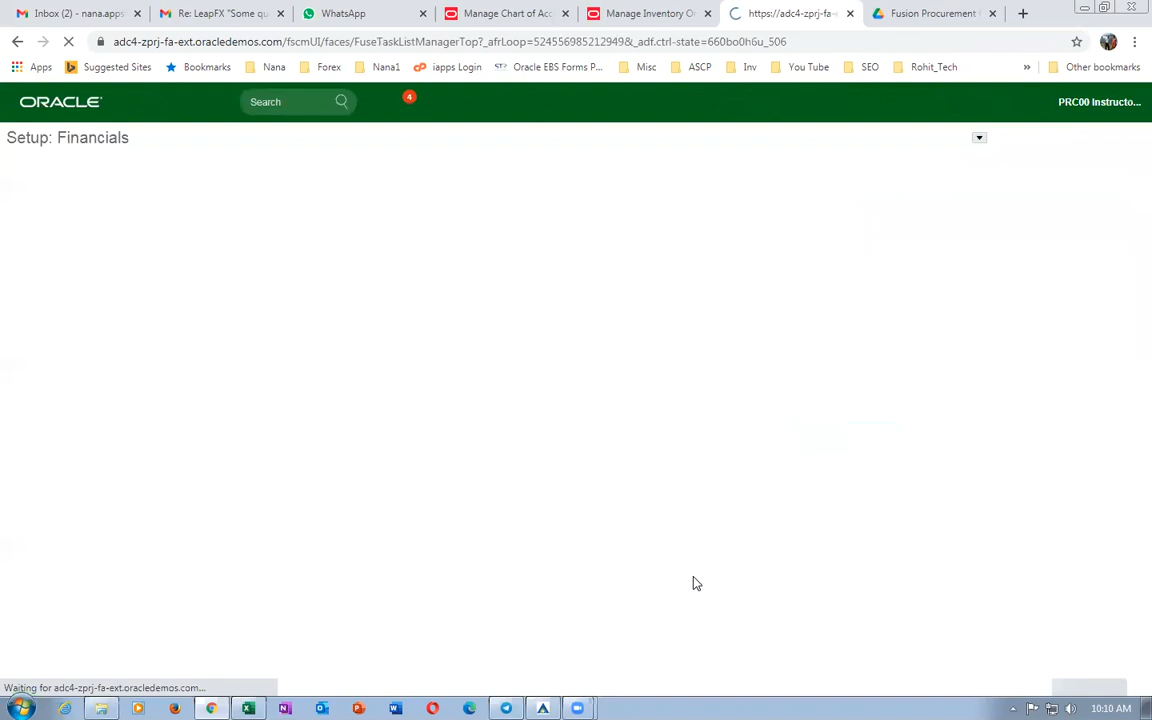 Inbox (2) - nana.apps
Re: LeapFX "Some qu
WhatsApp
Manage Chart of Acc
Manage Inventory Or
https://adc4-zprj-fa-e
Fusion Procurement
adc4-zprj-fa-ext.oracledemos.com/fscmUI/faces/FuseTaskListManagerTop?_afrLoop=52455698521294​9&_adf.ctrl-state=660bo0h6u_506
Apps
Suggested Sites
Bookmarks
Nana
Forex
Nana1
iapps Login
Oracle EBS Forms P...
Misc
ASCP
Inv
You Tube
SEO
Rohit_Tech
»
Other bookmarks
ORACLE
Search
4
PRC00 Instructo...
Setup: Financials
Waiting for adc4-zprj-fa-ext.oracledemos.com...
10:10 AM